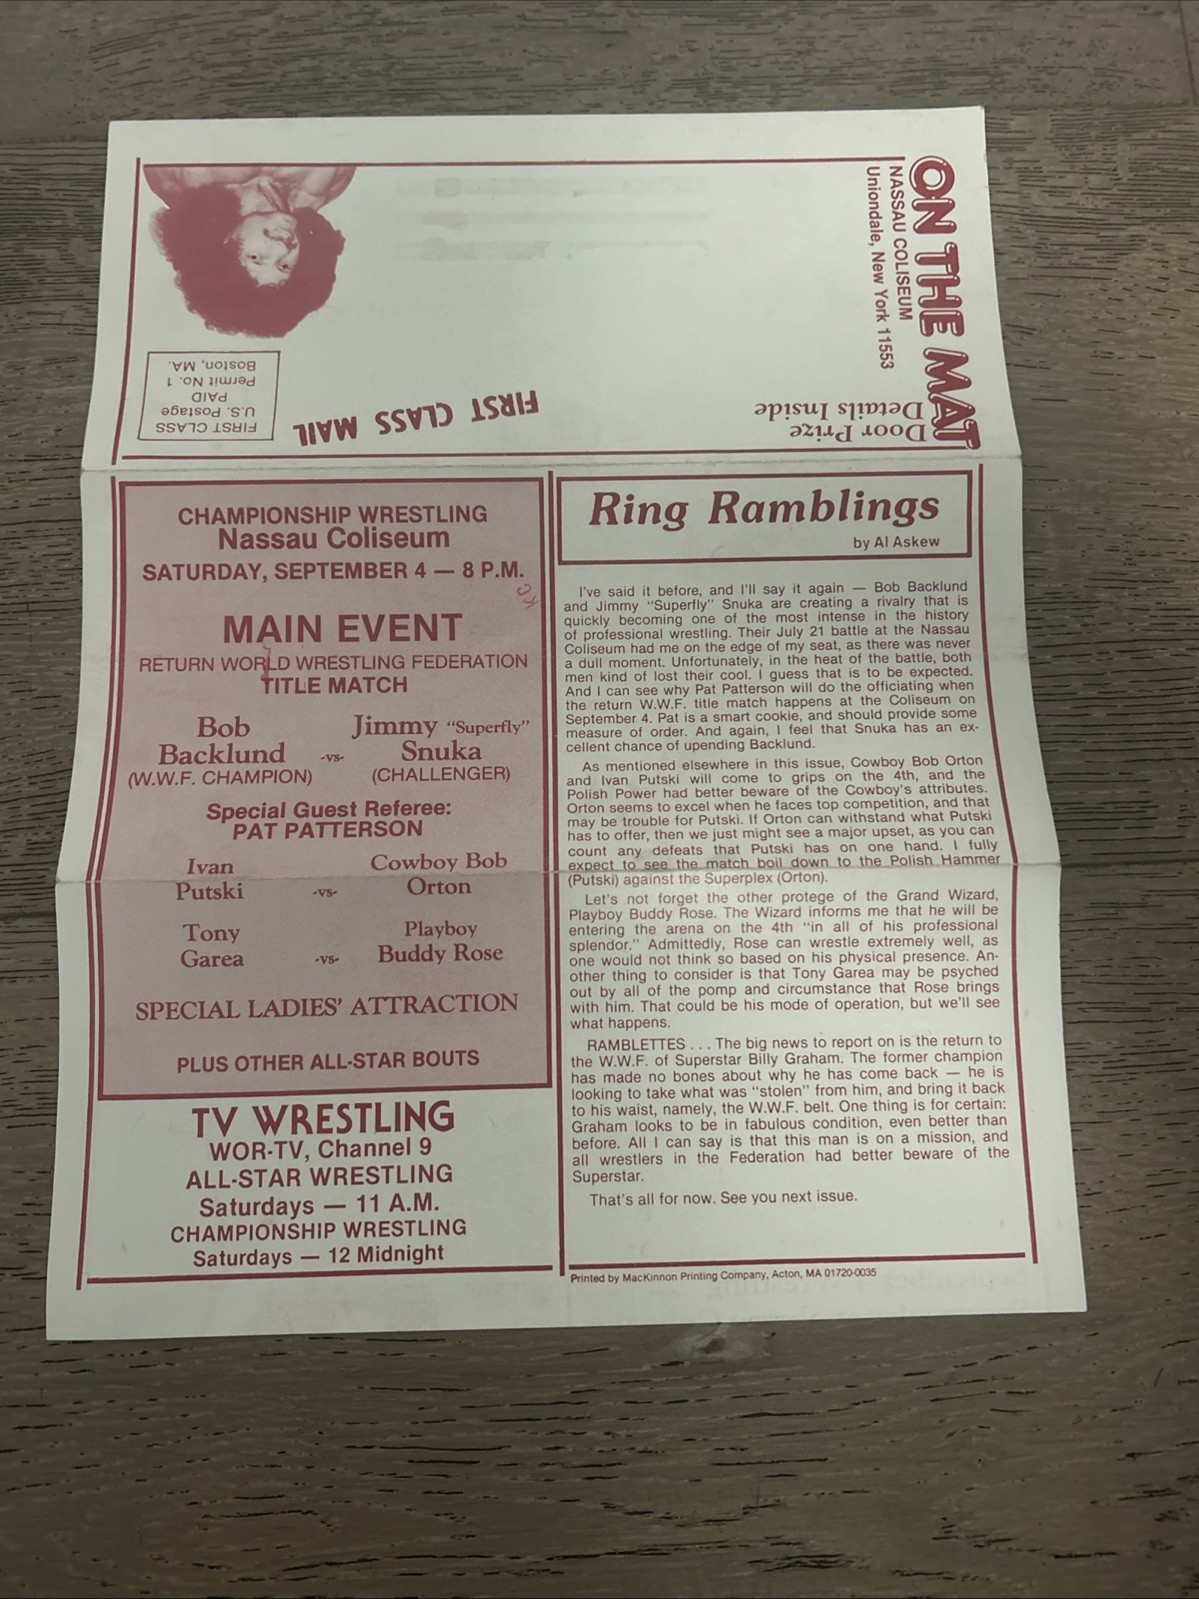 ON THE MAT
NASSAU COLISEUM
Uniondale, New York 11553
Door Prize
Details Inside
FIRST CLASS MAIL
FIRST CLASS
U.S. Postage
PAID
Permit No. 1
Boston, MA.
CHAMPIONSHIP WRESTLING
Nassau Coliseum
SATURDAY, SEPTEMBER 4 — 8 P.M.
MAIN EVENT
RETURN WORLD WRESTLING FEDERATION
TITLE MATCH
Bob Jimmy "Superfly"
Backlund -vs- Snuka
(W.W.F. CHAMPION) (CHALLENGER)
Special Guest Referee:
PAT PATTERSON
Ivan Cowboy Bob
Putski -vs- Orton
Tony Playboy
Garea -vs- Buddy Rose
SPECIAL LADIES' ATTRACTION
PLUS OTHER ALL-STAR BOUTS
TV WRESTLING
WOR-TV, Channel 9
ALL-STAR WRESTLING
Saturdays — 11 A.M.
CHAMPIONSHIP WRESTLING
Saturdays — 12 Midnight
Ring Ramblings
by Al Askew
I've said it before, and I'll say it again — Bob Backlund
and Jimmy "Superfly" Snuka are creating a rivalry that is
quickly becoming one of the most intense in the history
of professional wrestling. Their July 21 battle at the Nassau
Coliseum had me on the edge of my seat, as there was never
a dull moment. Unfortunately, in the heat of the battle, both
men kind of lost their cool. I guess that is to be expected.
And I can see why Pat Patterson will do the officiating when
the return W.W.F. title match happens at the Coliseum on
September 4. Pat is a smart cookie, and should provide some
measure of order. And again, I feel that Snuka has an ex-
cellent chance of upending Backlund.
As mentioned elsewhere in this issue, Cowboy Bob Orton
and Ivan Putski will come to grips on the 4th, and the
Polish Power had better beware of the Cowboy's attributes.
Orton seems to excel when he faces top competition, and that
may be trouble for Putski. If Orton can withstand what Putski
has to offer, then we just might see a major upset, as you can
count any defeats that Putski has on one hand. I fully
expect to see the match boil down to the Polish Hammer
(Putski) against the Superplex (Orton).
Let's not forget the other protege of the Grand Wizard,
Playboy Buddy Rose. The Wizard informs me that he will be
entering the arena on the 4th "in all of his professional
splendor." Admittedly, Rose can wrestle extremely well, as
one would not think so based on his physical presence. An-
other thing to consider is that Tony Garea may be psyched
out by all of the pomp and circumstance that Rose brings
with him. That could be his mode of operation, but we'll see
what happens.
RAMBLETTES . . . The big news to report on is the return to
the W.W.F. of Superstar Billy Graham. The former champion
has made no bones about why he has come back — he is
looking to take what was "stolen" from him, and bring it back
to his waist, namely, the W.W.F. belt. One thing is for certain:
Graham looks to be in fabulous condition, even better than
before. All I can say is that this man is on a mission, and
all wrestlers in the Federation had better beware of the
Superstar.
That's all for now. See you next issue.
Printed by MacKinnon Printing Company, Acton, MA 01720-0035